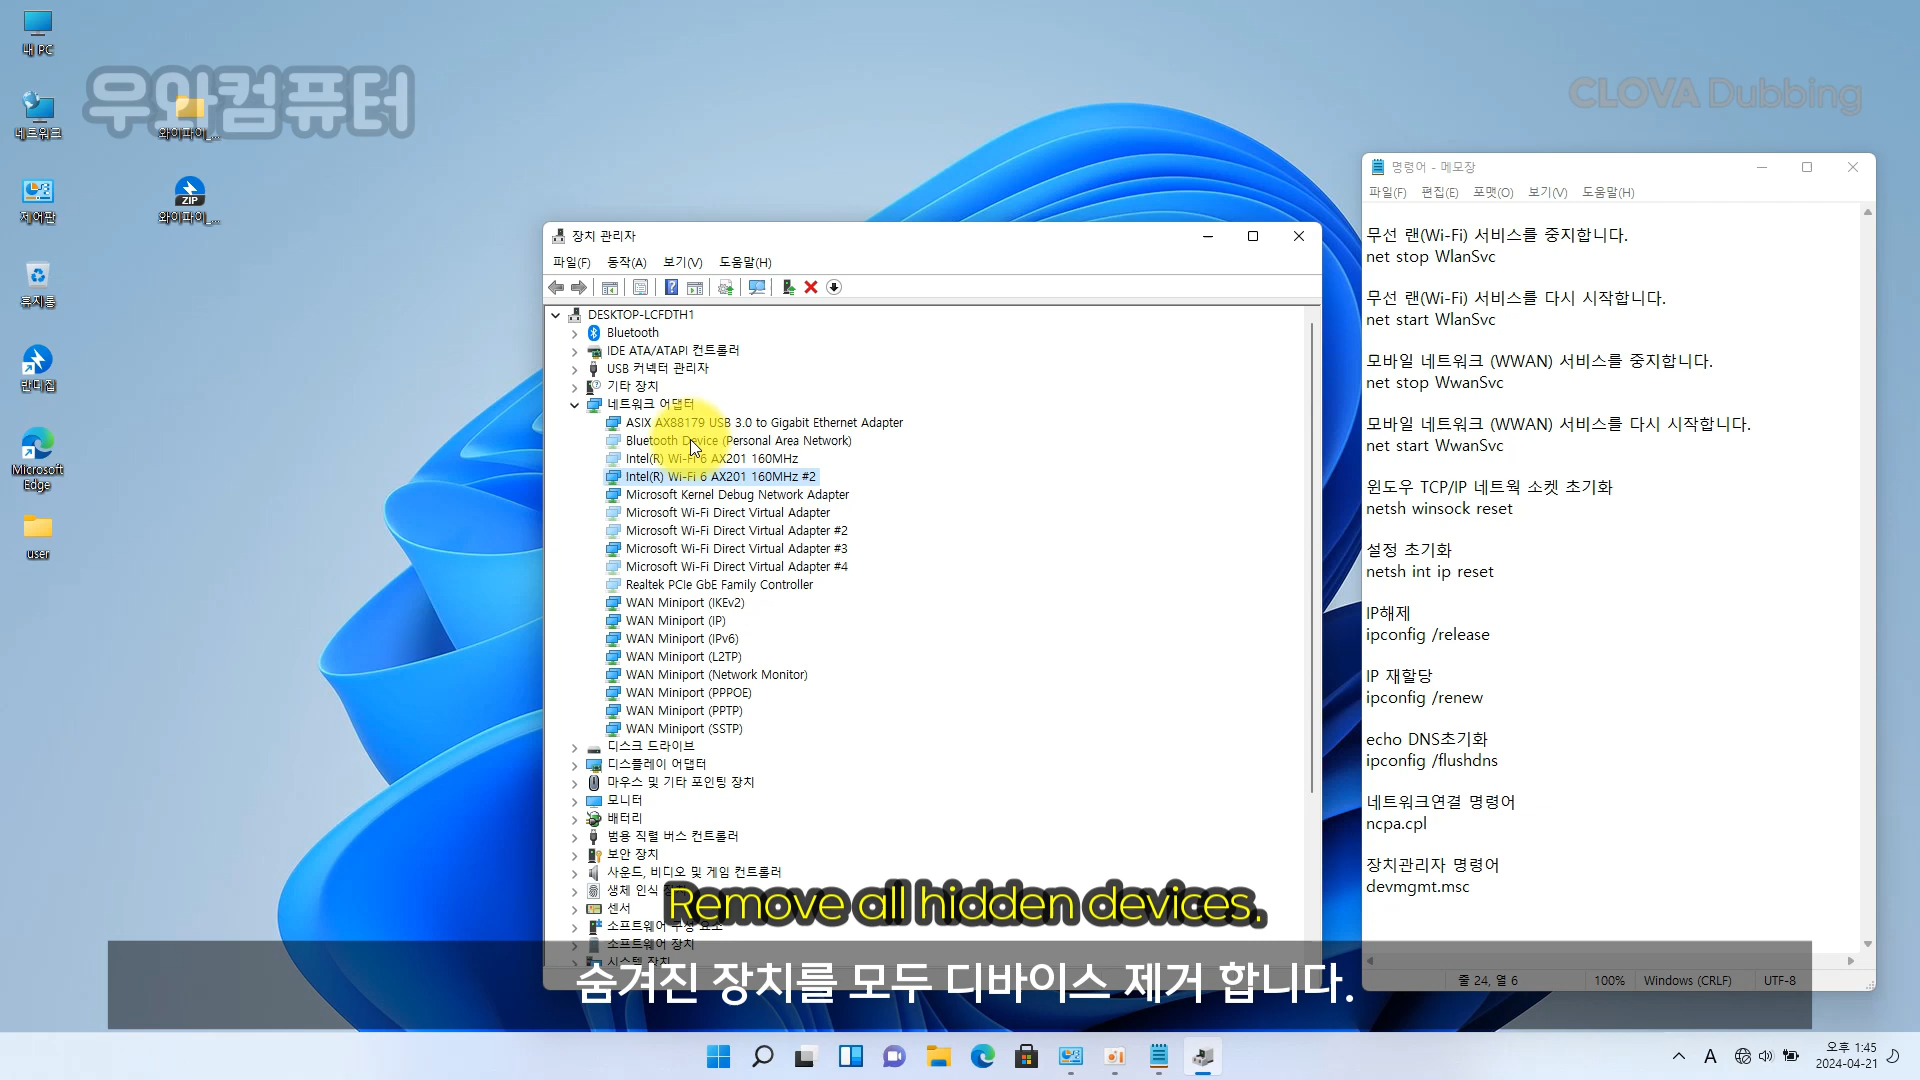 내 PC
네트워크
제어판
휴지통
반디집
Microsoft
Edge
user
우와컴퓨터
와이파이_...
ZIP
와이파이_...
CLOVA Dubbing
장치 관리자
파일(F) 동작(A) 보기(V) 도움말(H)
DESKTOP-LCFDTH1
Bluetooth
IDE ATA/ATAPI 컨트롤러
USB 커넥터 관리자
기타 장치
네트워크 어댑터
ASIX AX88179 USB 3.0 to Gigabit Ethernet Adapter
Bluetooth Device (Personal Area Network)
Intel(R) Wi-Fi 6 AX201 160MHz
Intel(R) Wi-Fi 6 AX201 160MHz #2
Microsoft Kernel Debug Network Adapter
Microsoft Wi-Fi Direct Virtual Adapter
Microsoft Wi-Fi Direct Virtual Adapter #2
Microsoft Wi-Fi Direct Virtual Adapter #3
Microsoft Wi-Fi Direct Virtual Adapter #4
Realtek PCIe GbE Family Controller
WAN Miniport (IKEv2)
WAN Miniport (IP)
WAN Miniport (IPv6)
WAN Miniport (L2TP)
WAN Miniport (Network Monitor)
WAN Miniport (PPPOE)
WAN Miniport (PPTP)
WAN Miniport (SSTP)
디스크 드라이브
디스플레이 어댑터
마우스 및 기타 포인팅 장치
모니터
배터리
범용 직렬 버스 컨트롤러
보안 장치
사운드, 비디오 및 게임 컨트롤러
생체 인식 장치
센서
소프트웨어 구성 요소
소프트웨어 장치
시스템 장치
Remove all hidden devices.
숨겨진 장치를 모두 디바이스 제거 합니다.
명령어 - 메모장
파일(F) 편집(E) 포맷(O) 보기(V) 도움말(H)
무선 랜(Wi-Fi) 서비스를 중지합니다.
net stop WlanSvc
무선 랜(Wi-Fi) 서비스를 다시 시작합니다.
net start WlanSvc
모바일 네트워크 (WWAN) 서비스를 중지합니다.
net stop WwanSvc
모바일 네트워크 (WWAN) 서비스를 다시 시작합니다.
net start WwanSvc
윈도우 TCP/IP 네트웍 소켓 초기화
netsh winsock reset
설정 초기화
netsh int ip reset
IP해제
ipconfig /release
IP 재할당
ipconfig /renew
echo DNS초기화
ipconfig /flushdns
네트워크연결 명령어
ncpa.cpl
장치관리자 명령어
devmgmt.msc
줄 24, 열 6 100% Windows (CRLF) UTF-8
A
오후 1:45
2024-04-21